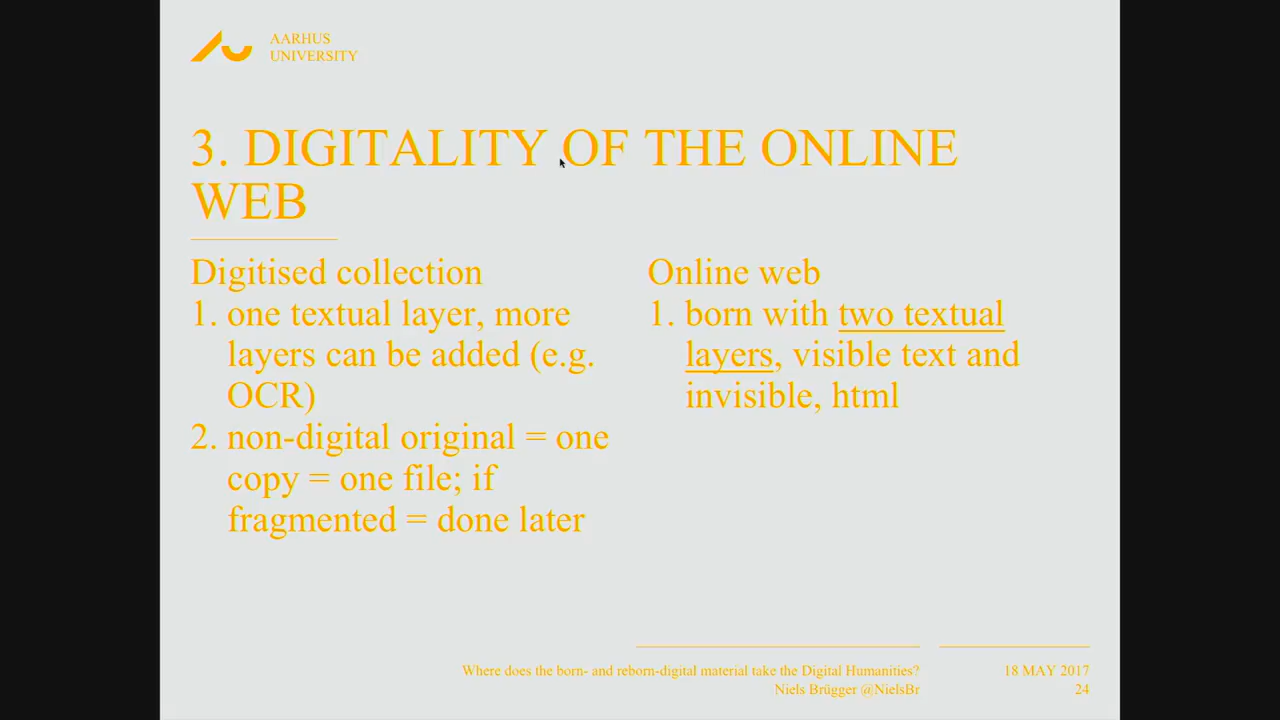 AARHUS
UNIVERSITY
3. DIGITALITY OF THE ONLINE
WEB
Digitised collection
1. one textual layer, more
layers can be added (e.g.
OCR)
2. non-digital original = one
copy = one file; if
fragmented = done later
Online web
1. born with two textual
layers, visible text and
invisible, html
Where does the born- and reborn-digital material take the Digital Humanities?
Niels Brügger @NielsBr
18 MAY 2017
24